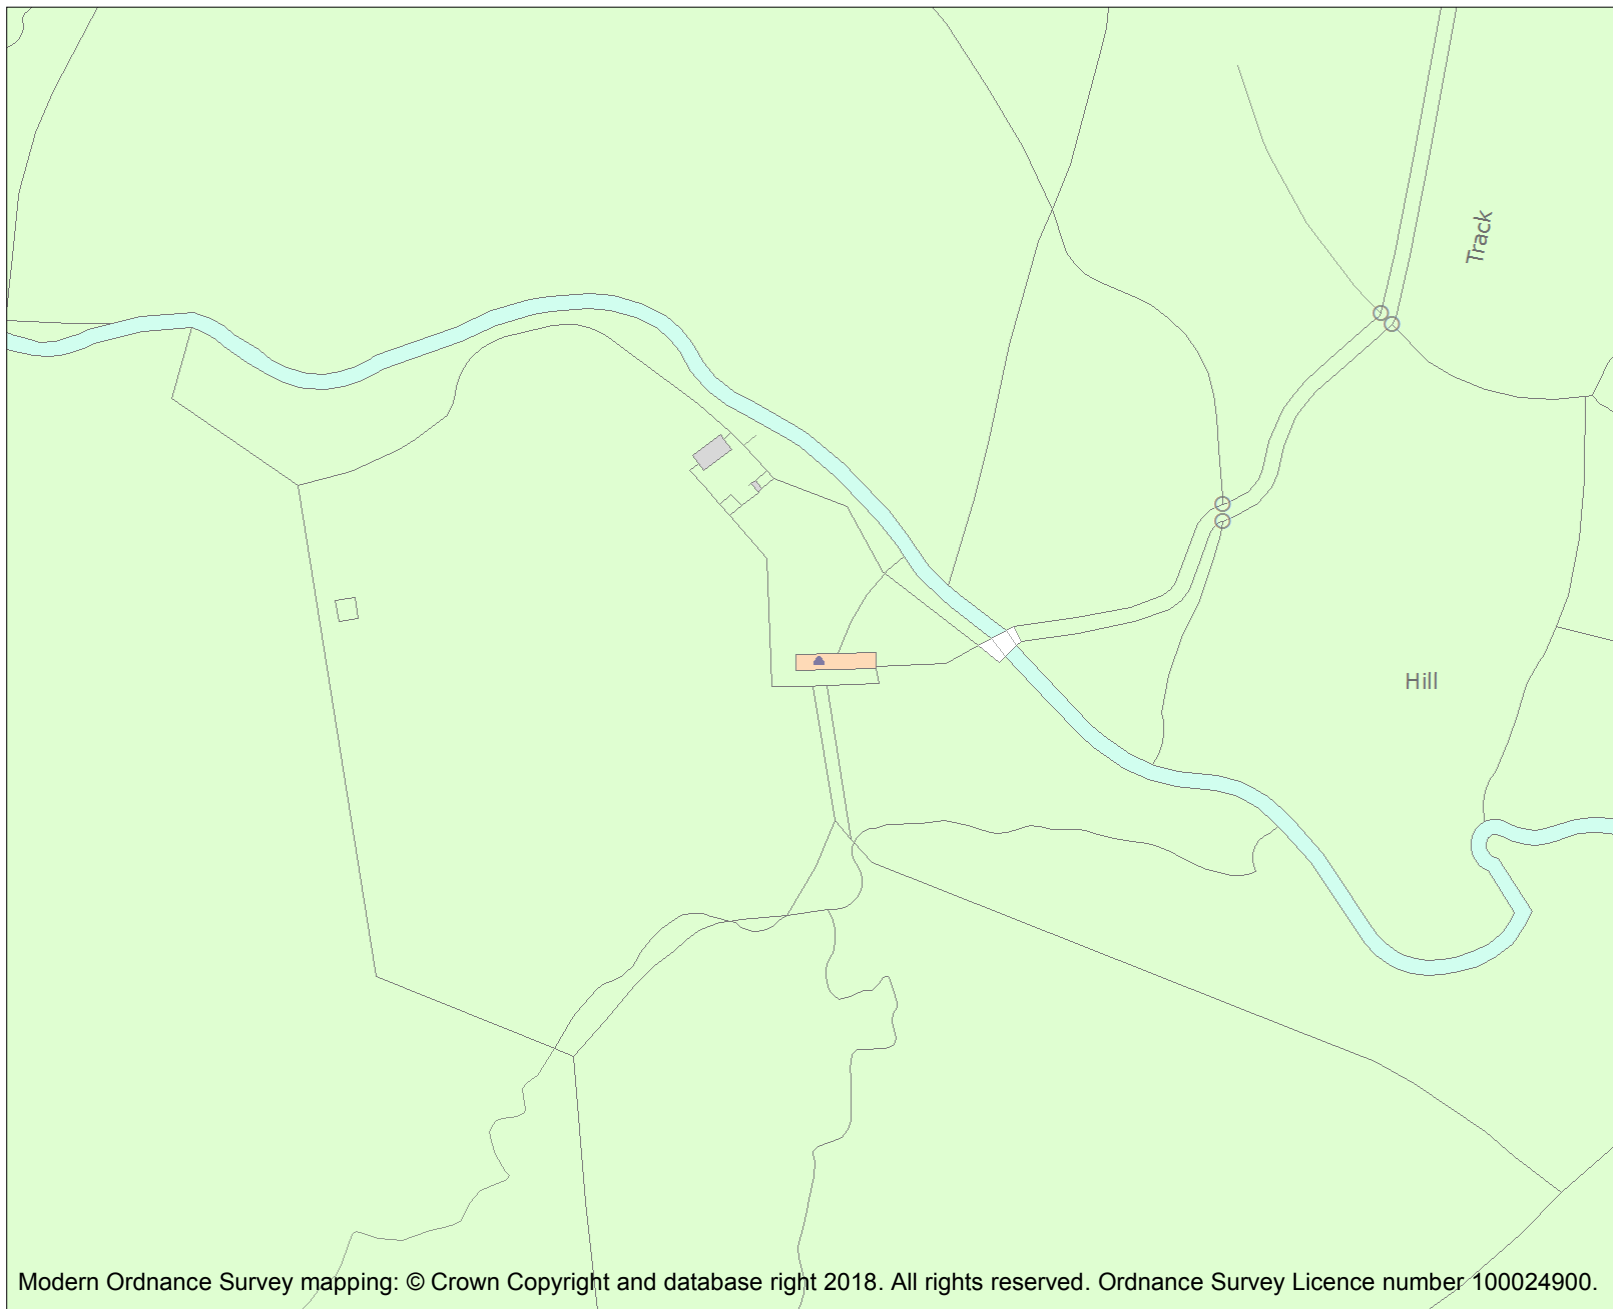 Track
Hill
Modern Ordnance Survey mapping: © Crown Copyright and database right 2018. All rights reserved. Ordnance Survey Licence number 100024900.